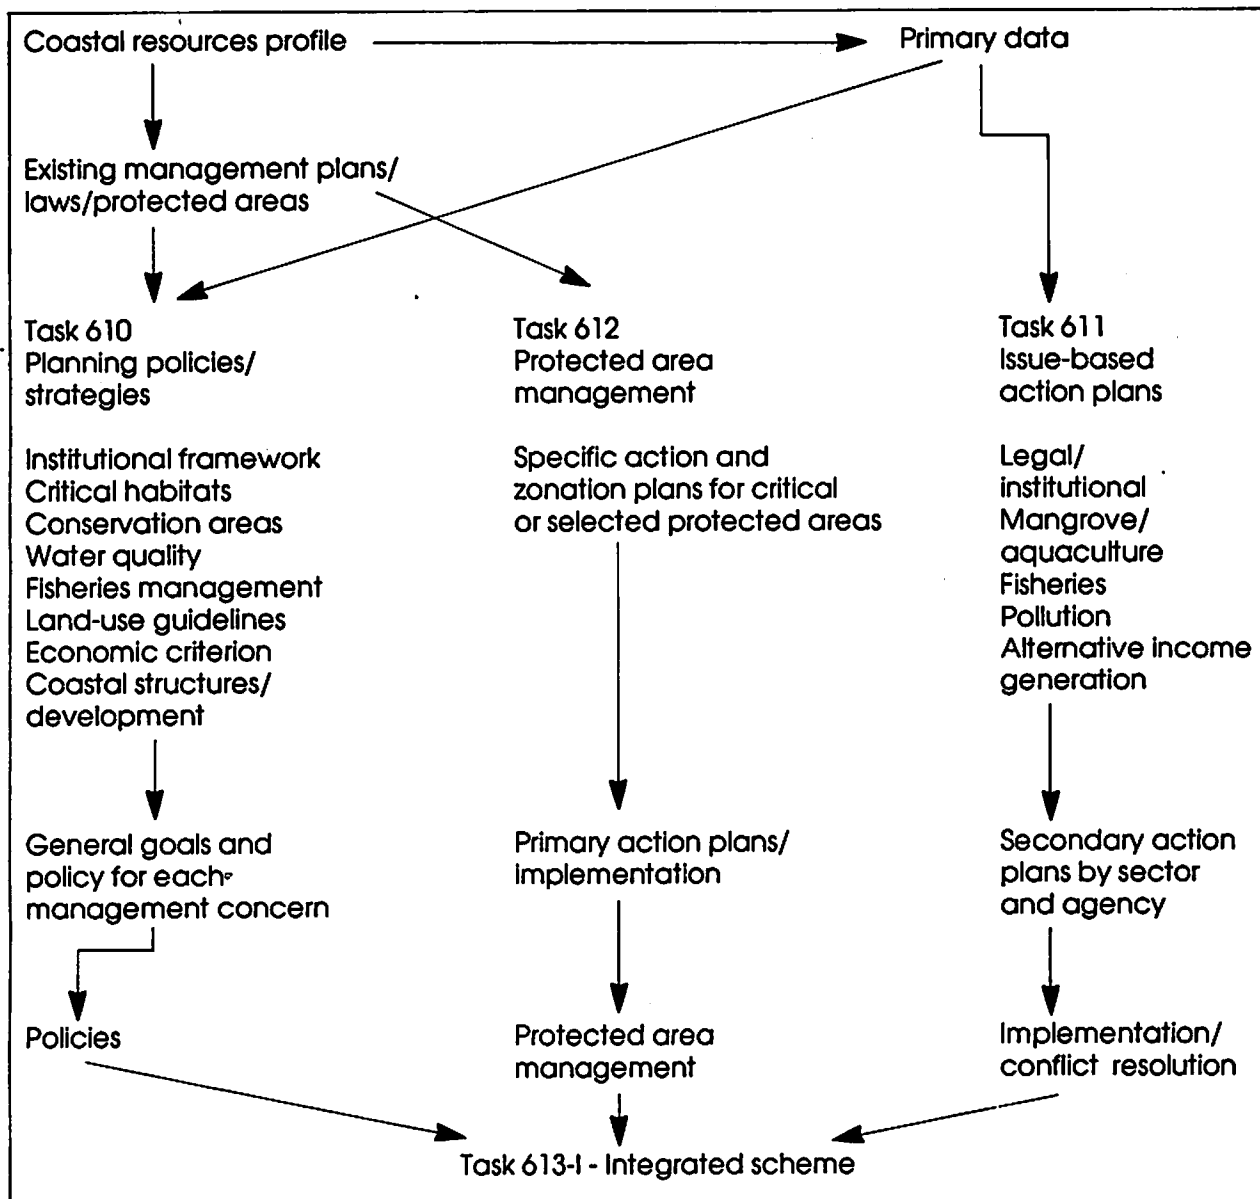 Coastal resources profile
Primary data
Existing management plans/
laws/protected areas
Task 610
Planning policies/
strategies
Institutional framework
Critical habitats
Conservation areas
Water quality
Fisheries management
Land-use guidelines
Economic criterion
Coastal structures/
development
General goals and
policy for each
management concern
Policies
Task 612
Protected area
management
Specific action and
zonation plans for critical
or selected protected areas
Primary action plans/
implementation
Protected area
management
Task 611
Issue-based
action plans
Legal/
institutional
Mangrove/
aquaculture
Fisheries
Pollution
Alternative income
generation
Secondary action
plans by sector
and agency
Implementation/
conflict resolution
Task 613-I - Integrated scheme